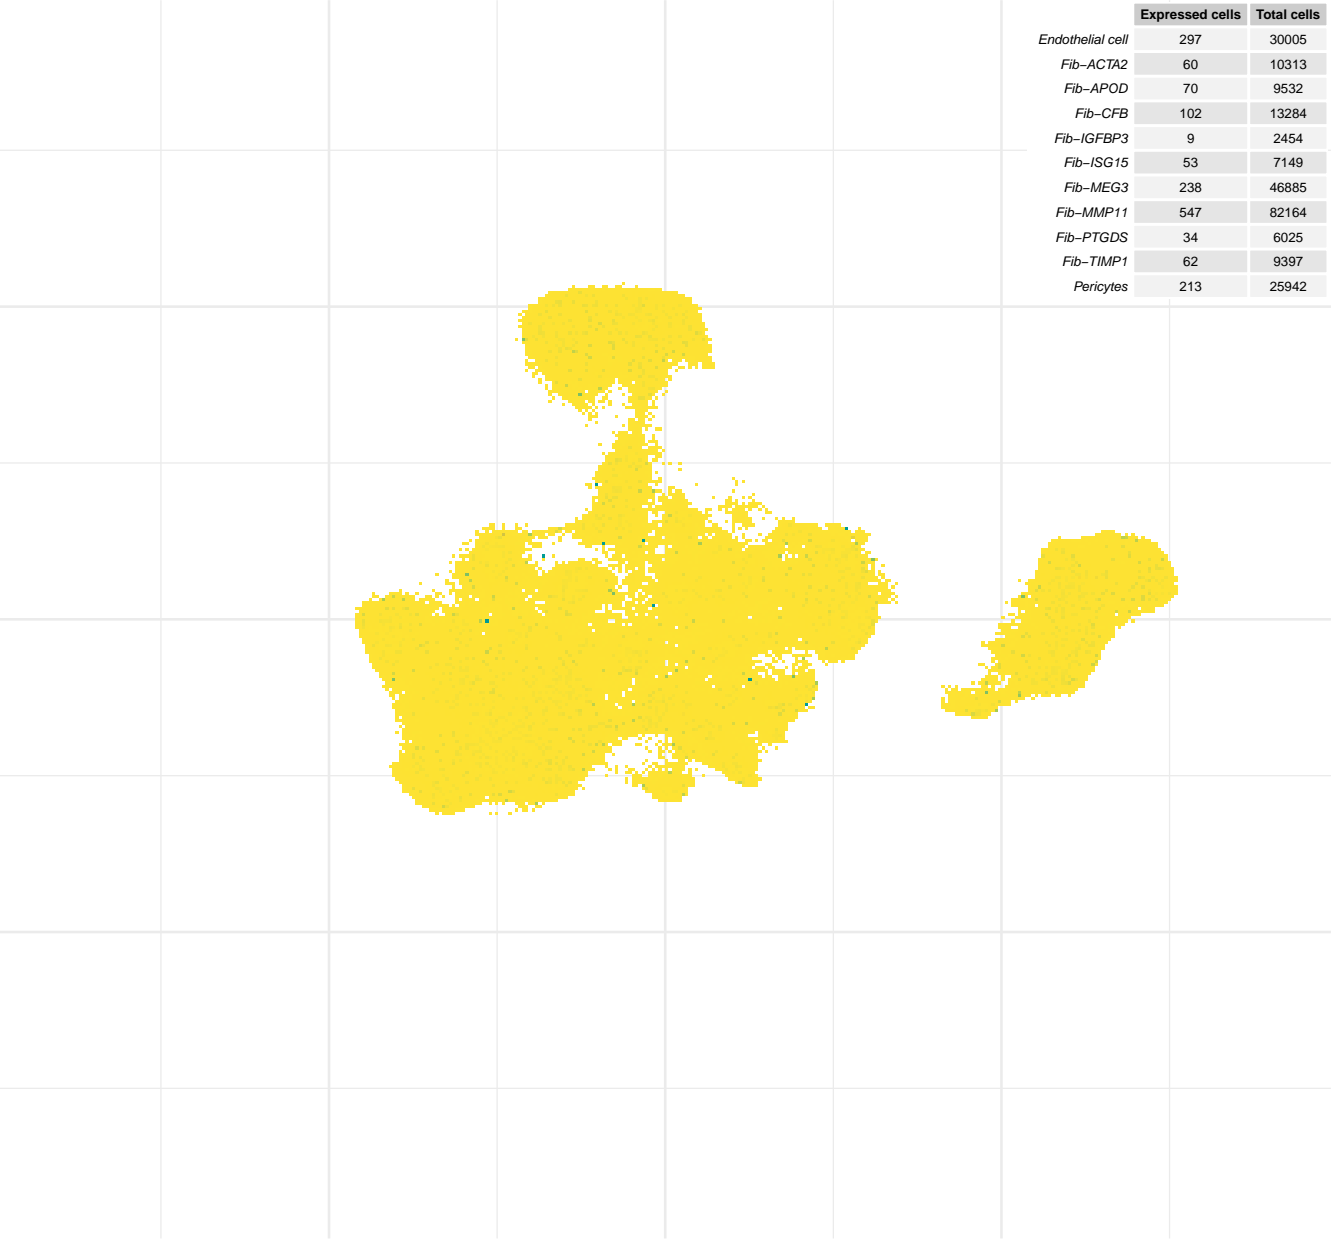 Expressed cells Total cells
Endothelial cell 297 30005
Fib−ACTA2 60 10313
Fib−APOD 70 9532
Fib−CFB 102 13284
Fib−IGFBP3 9 2454
Fib−ISG15 53 7149
Fib−MEG3 238 46885
Fib−MMP11 547 82164
Fib−PTGDS 34 6025
Fib−TIMP1 62 9397
Pericytes 213 25942